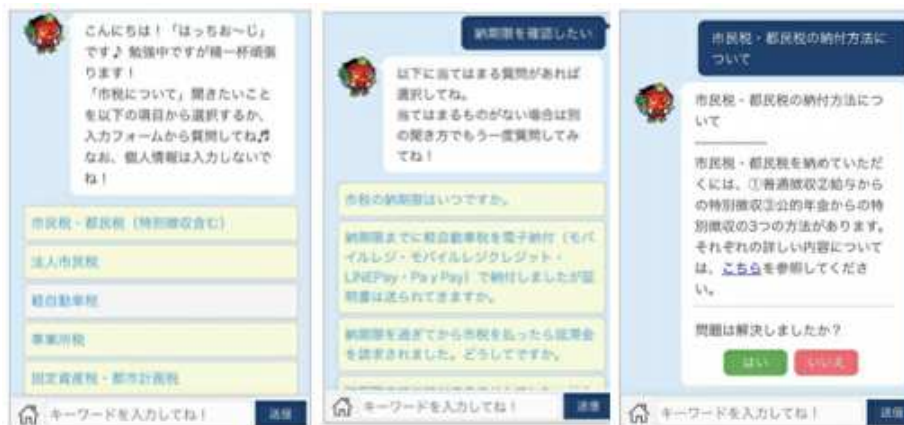 こんにちは！「はっちお～じ」
です♪ 勉強中ですが精一杯頑張
ります！
「市税について」聞きたいこと
を以下の項目から選択するか、
入力フォームから質問してね♬
なお、個人情報は入力しないで
ね！
市民税・都民税（特別徴収含む）
法人市民税
軽自動車税
事業所税
固定資産税・都市計画税
キーワードを入力してね！
送信
納期限を確認したい
以下に当てはまる質問があれば
選択してね。
当てはまるものがない場合は別
の聞き方でもう一度質問してみ
てね！
市税の納期限はいつですか。
納期限までに軽自動車税を電子納付（モバ
イルレジ・モバイルレジクレジット・
LINEPay・PayPay）で納付しましたが証
明書は送られてきますか。
納期限を過ぎてから市税を払ったら延滞金
を請求されました。どうしてですか。
キーワードを入力してね！
送信
市民税・都民税の納付方法に
ついて
市民税・都民税の納付方法につ
いて
市民税・都民税を納めていただ
くには、①普通徴収②給与から
の特別徴収③公的年金からの特
別徴収の3つの方法があります。
それぞれの詳しい内容について
は、こちらを参照してくださ
い。
問題は解決しましたか？
はい
いいえ
キーワードを入力してね！
送信